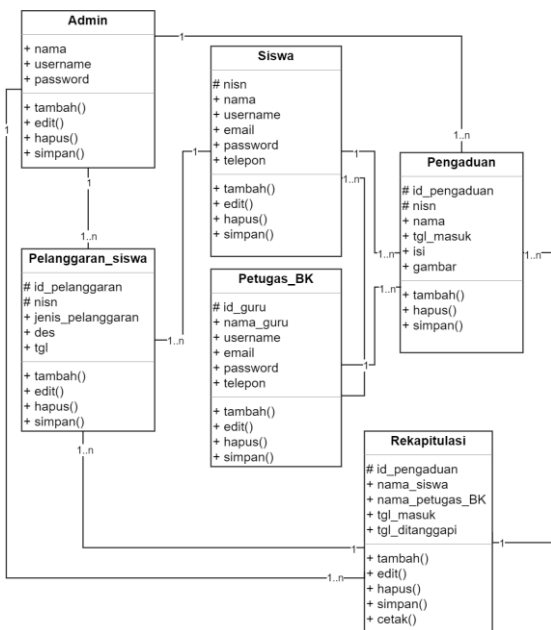 Admin
+ nama
+ username
+ password
+ tambah()
+ edit()
+ hapus()
+ simpan()
1
1
1
1..n
1..n
Siswa
# nisn
+ nama
+ username
+ email
+ password
+ telepon
+ tambah()
+ edit()
+ hapus()
+ simpan()
1
1
1..n
1..n
Pengaduan
# id_pengaduan
# nisn
+ nama
+ tgl_masuk
+ isi
+ gambar
+ tambah()
+ hapus()
+ simpan()
1..n
1..n
1..n
Pelanggaran_siswa
# id_pelanggaran
# nisn
+ jenis_pelanggaran
+ des
+ tgl
+ tambah()
+ edit()
+ hapus()
+ simpan()
1..n
1..n
Petugas_BK
# id_guru
+ nama_guru
+ username
+ email
+ password
+ telepon
+ tambah()
+ edit()
+ hapus()
+ simpan()
1
Rekapitulasi
# id_pengaduan
+ nama_siswa
+ nama_petugas_BK
+ tgl_masuk
+ tgl_ditanggapi
+ tambah()
+ edit()
+ hapus()
+ simpan()
+ cetak()
1
1
1..n